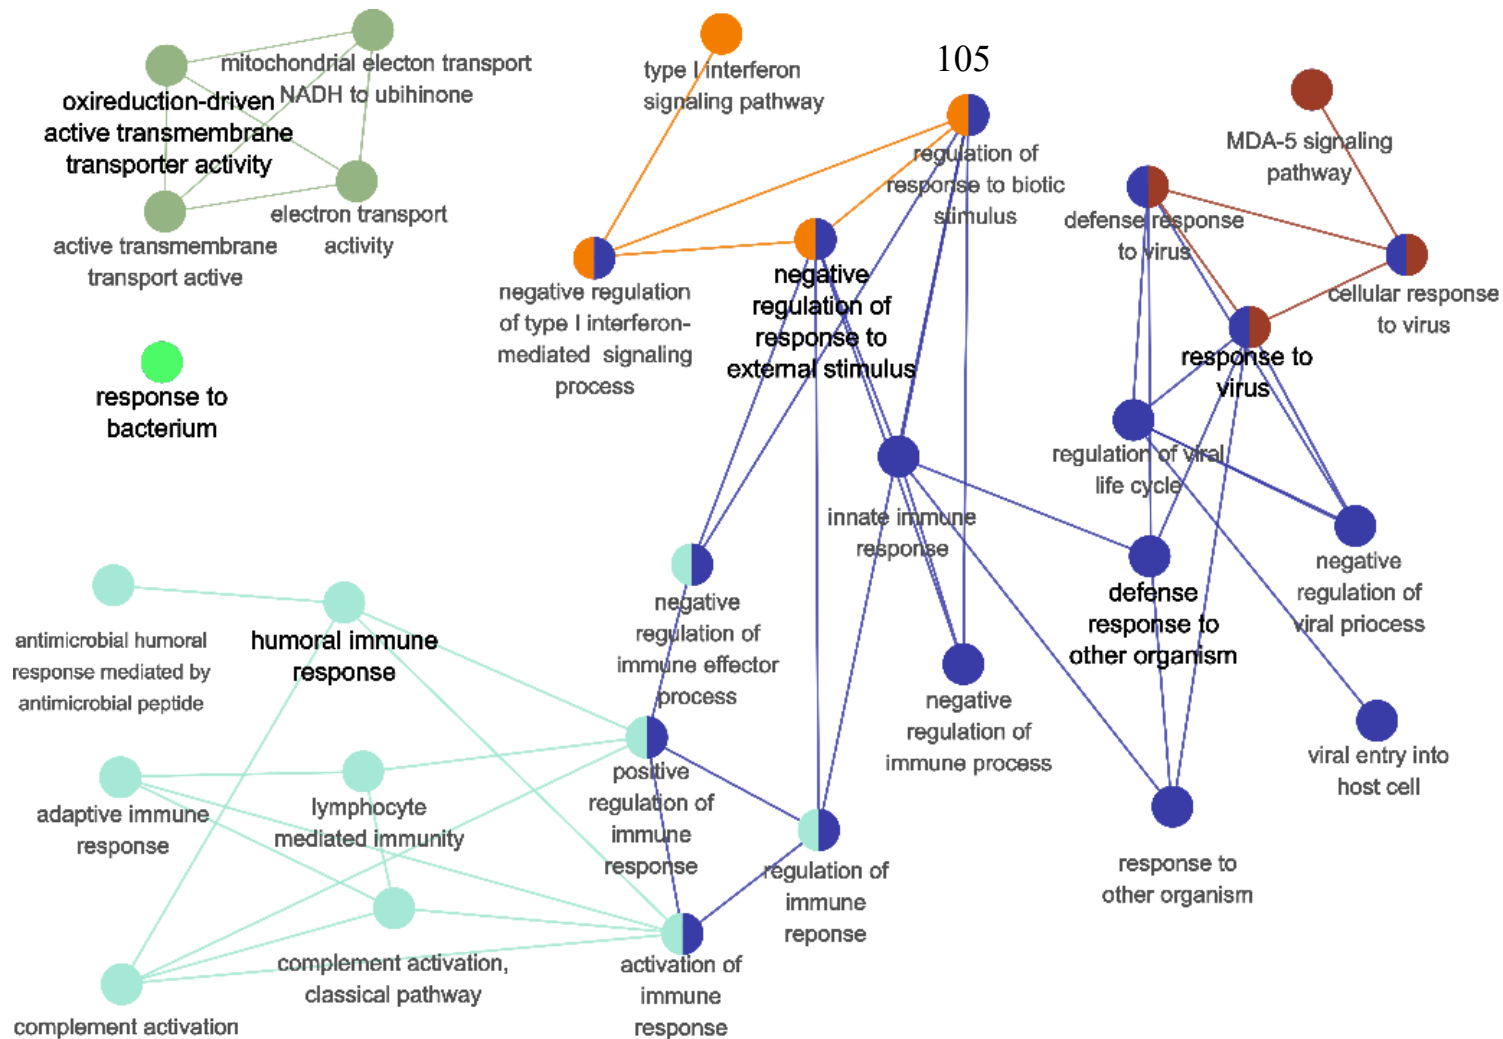 mitochondrial electon transport
NADH to ubihinone
oxireduction-driven
active transmembrane
transporter activity
electron transport
activity
active transmembrane
transport active
type I interferon
signaling pathway
105
regulation of
response to biotic
stimulus
MDA-5 signaling
pathway
defense response
to virus
cellular response
to virus
response to
virus
negative regulation
of type I interferon-
mediated signaling
process
negative
regulation of
response to
external stimulus
response to
bacterium
regulation of viral
life cycle
innate immune
response
negative
regulation of
viral priocess
defense
response to
other organism
negative
regulation of
immune effector
process
antimicrobial humoral
response mediated by
antimicrobial peptide
humoral immune
response
negative
regulation of
immune process
viral entry into
host cell
adaptive immune
response
lymphocyte
mediated immunity
positive
regulation of
immune
response
regulation of
immune
reponse
response to
other organism
complement activation,
classical pathway
activation of
immune
response
complement activation